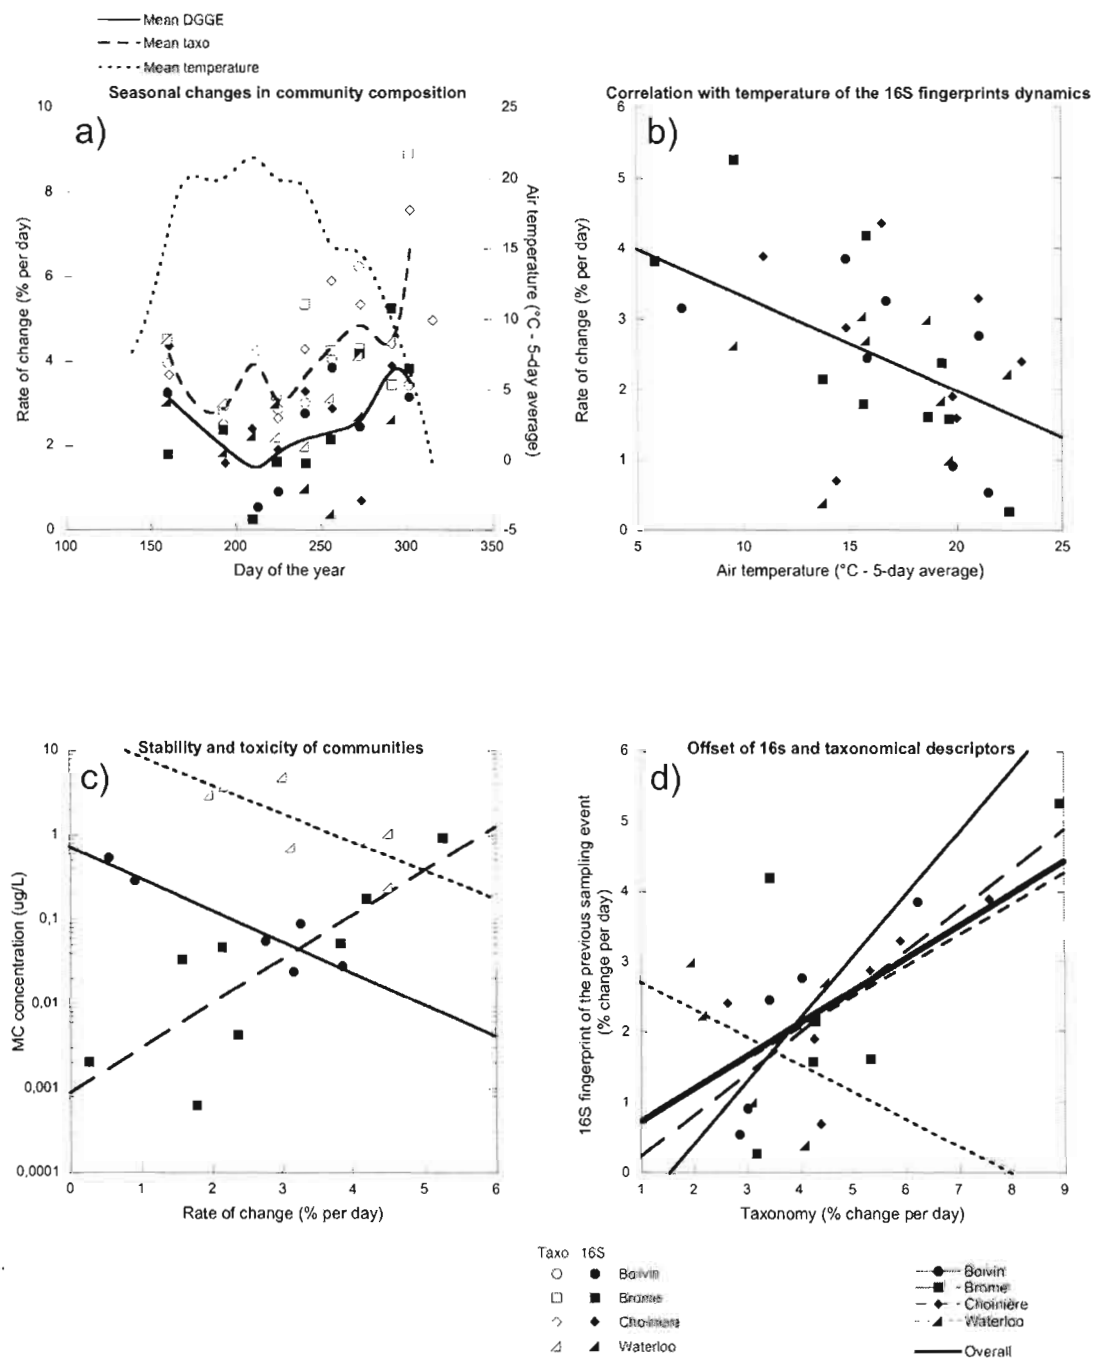 Mean DGGE
Mean taxo
Mean temperature
Seasonal changes in community composition
a)
10
8
6
4
2
0
Rate of change (% per day)
25
20
15
10
5
0
-5
Air temperature (°C - 5-day average)
100 150 200 250 300 350
Day of the year
Correlation with temperature of the 16S fingerprints dynamics
b)
6
5
4
3
2
1
0
Rate of change (% per day)
5 10 15 20 25
Air temperature (°C - 5-day average)
Stability and toxicity of communities
c)
10
1
0,1
0,01
0,001
0,0001
MC concentration (ug/L)
0 1 2 3 4 5 6
Rate of change (% per day)
Offset of 16s and taxonomical descriptors
d)
6
5
4
3
2
1
0
16S fingerprint of the previous sampling event
(% change per day)
1 2 3 4 5 6 7 8 9
Taxonomy (% change per day)
Taxo 16S
Boivin
Brome
Choinière
Waterloo
Boivin
Brome
Choinière
Waterloo
Overall